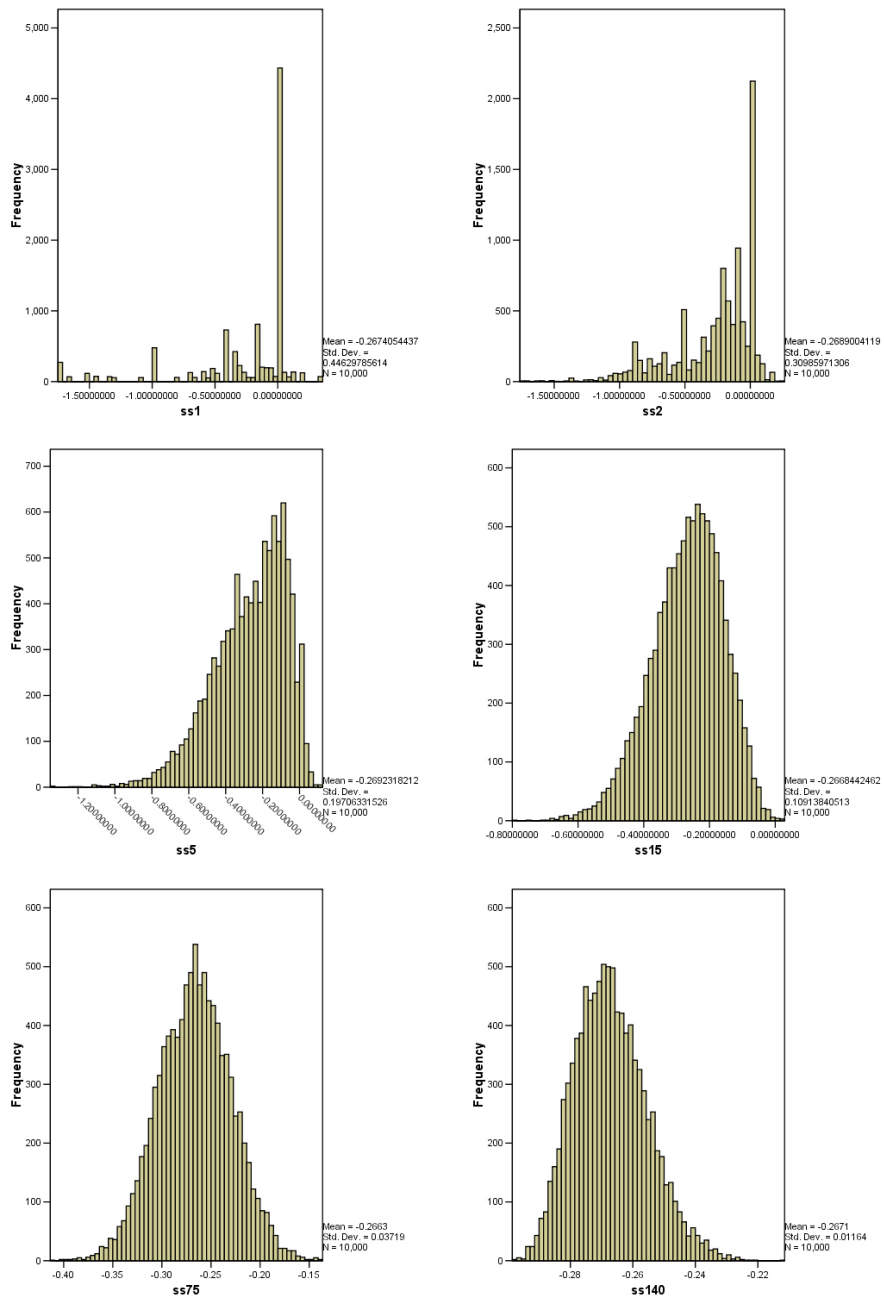 5,000
4,000
3,000
2,000
1,000
0
Frequency
-1.50000000 -1.00000000 -0.50000000 0.00000000
ss1
Mean = -0.2674054437
Std. Dev. =
0.44629785614
N = 10,000
2,500
2,000
1,500
1,000
500
0
Frequency
-1.50000000 -1.00000000 -0.50000000 0.00000000
ss2
Mean = -0.2689004119
Std. Dev. =
0.30985971306
N = 10,000
700
600
500
400
300
200
100
0
Frequency
-1.20000000 -1.00000000 -0.80000000 -0.60000000 -0.40000000 -0.20000000 0.00000000
ss5
Mean = -0.2692318212
Std. Dev. =
0.19706331526
N = 10,000
600
500
400
300
200
100
0
Frequency
-0.80000000 -0.60000000 -0.40000000 -0.20000000 0.00000000
ss15
Mean = -0.2668442462
Std. Dev. =
0.10913840513
N = 10,000
600
500
400
300
200
100
0
Frequency
-0.40 -0.35 -0.30 -0.25 -0.20 -0.15
ss75
Mean = -0.2663
Std. Dev. = 0.03719
N = 10,000
600
500
400
300
200
100
0
Frequency
-0.28 -0.26 -0.24 -0.22
ss140
Mean = -0.2671
Std. Dev. = 0.01164
N = 10,000